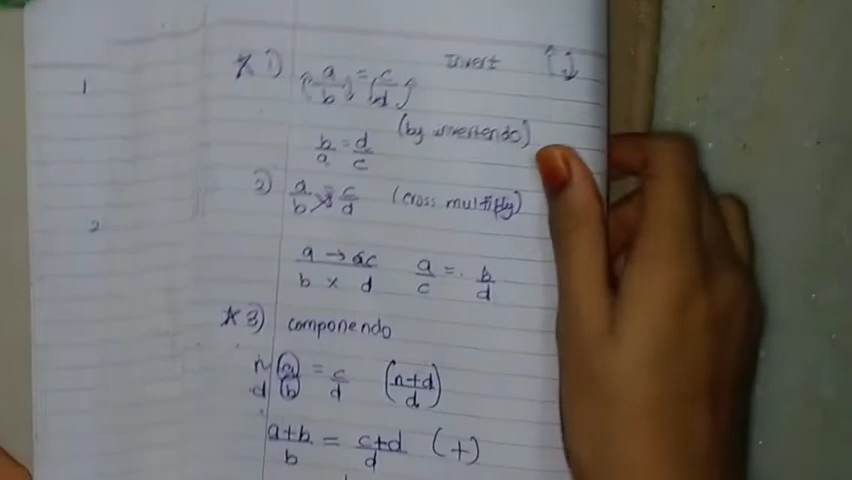 1
* 1) (a/b) = (c/d) Invert [ ]
b/a = d/c (by invertendo)
2
2) a/b = c/d (cross multiply)
a → c
b × d
a/c = b/d
* 3) componendo
n a = c (n+d)
d b d d
a+b/b = c+d/d (+)